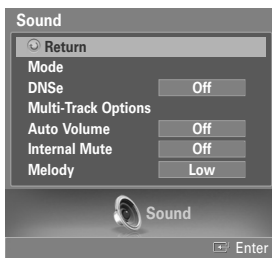 Sound
Return
Mode
DNSe Off
Multi-Track Options
Auto Volume Off
Internal Mute Off
Melody Low
Sound
Enter